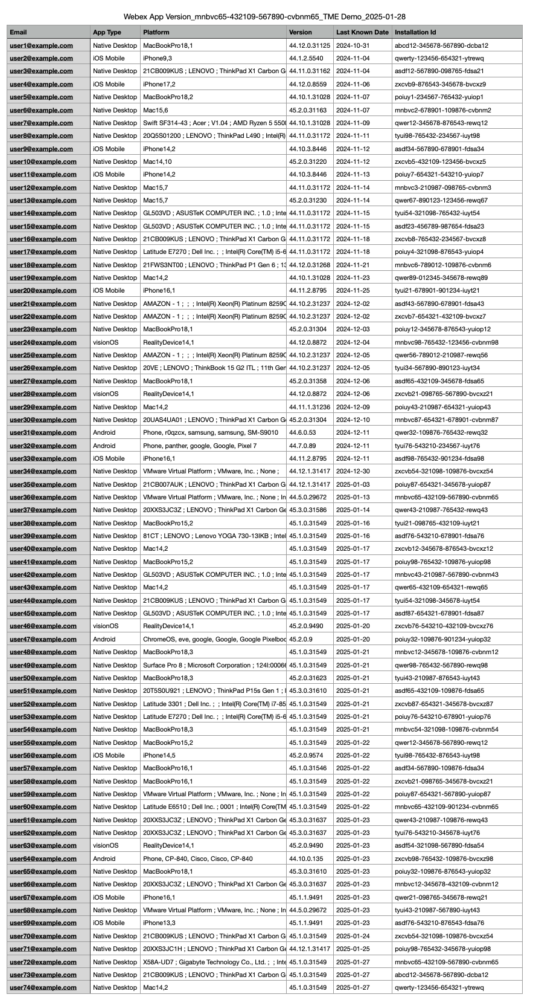 Webex App Version_mnbvc65-432109-567890-cvbnm65_TME Demo_2025-01-28
Email App Type Platform Version Last Known Date Installation Id
user1@example.com Native Desktop MacBookPro18,1 44.12.0.31125 2024-10-31 abcd12-345678-567890-dcba12
user2@example.com iOS Mobile iPhone9,3 44.1.2.5540 2024-11-04 qwerty-123456-654321-ytrewq
user3@example.com Native Desktop 21CB009KUS ; LENOVO ; ThinkPad X1 Carbon Ge 44.11.0.31162 2024-11-04 asdf12-567890-098765-fdsa21
user4@example.com iOS Mobile iPhone17,2 44.12.0.8559 2024-11-06 zxcvb9-876543-345678-bvcxz9
user5@example.com Native Desktop MacBookPro18,2 44.10.1.31028 2024-11-07 poiuy1-234567-765432-yuiop1
user6@example.com Native Desktop Mac15,6 45.2.0.31163 2024-11-07 mnbvc2-678901-109876-cvbnm2
user7@example.com Native Desktop Swift SF314-43 ; Acer ; V1.04 ; AMD Ryzen 5 5500 44.10.1.31028 2024-11-09 qwer12-345678-876543-rewq12
user8@example.com Native Desktop 20Q5S01200 ; LENOVO ; ThinkPad L490 ; Intel(R) 44.11.0.31172 2024-11-11 tyui98-765432-234567-iuyt98
user9@example.com iOS Mobile iPhone14,2 44.10.3.8446 2024-11-12 asdf34-567890-678901-fdsa34
user10@example.com Native Desktop Mac14,10 45.2.0.31220 2024-11-12 zxcvb5-432109-123456-bvcxz5
user11@example.com iOS Mobile iPhone14,2 44.10.3.8446 2024-11-13 poiuy7-654321-543210-yuiop7
user12@example.com Native Desktop Mac15,7 44.11.0.31172 2024-11-14 mnbvc3-210987-098765-cvbnm3
user13@example.com Native Desktop Mac15,7 45.2.0.31230 2024-11-14 qwer67-890123-123456-rewq67
user14@example.com Native Desktop GL503VD ; ASUSTeK COMPUTER INC. ; 1.0 ; Inte 44.11.0.31172 2024-11-15 tyui54-321098-765432-iuyt54
user15@example.com Native Desktop GL503VD ; ASUSTeK COMPUTER INC. ; 1.0 ; Inte 44.11.0.31172 2024-11-15 asdf23-456789-987654-fdsa23
user16@example.com Native Desktop 21CB009KUS ; LENOVO ; ThinkPad X1 Carbon Ge 44.11.0.31172 2024-11-18 zxcvb8-765432-234567-bvcxz8
user17@example.com Native Desktop Latitude E7270 ; Dell Inc. ; ; Intel(R) Core(TM) i5-6 44.11.0.31172 2024-11-18 poiuy4-321098-876543-iuyop4
user18@example.com Native Desktop 21FWS3NT00 ; LENOVO ; ThinkPad P1 Gen 6 ; 13 44.12.0.31268 2024-11-21 mnbvc6-789012-109876-cvbnm6
user19@example.com Native Desktop Mac14,2 44.10.1.31028 2024-11-23 qwer89-012345-345678-rewq89
user20@example.com iOS Mobile iPhone16,1 44.11.2.8795 2024-11-25 tyui21-678901-901234-iuyt21
user21@example.com Native Desktop AMAZON - 1 ; ; ; Intel(R) Xeon(R) Platinum 8259C 44.10.2.31237 2024-12-02 asdf43-567890-678901-fdsa43
user22@example.com Native Desktop AMAZON - 1 ; ; ; Intel(R) Xeon(R) Platinum 8259C 44.10.2.31237 2024-12-02 zxcvb7-654321-432109-bvcxz7
user23@example.com Native Desktop MacBookPro18,1 45.2.0.31304 2024-12-03 poiuy12-345678-876543-yuiop12
user24@example.com visionOS RealityDevice14,1 44.12.0.8872 2024-12-04 mnbvc98-765432-123456-cvbnm98
user25@example.com Native Desktop AMAZON - 1 ; ; ; Intel(R) Xeon(R) Platinum 8259C 44.10.2.31237 2024-12-05 qwer56-789012-210987-rewq56
user26@example.com Native Desktop 20VE ; LENOVO ; ThinkBook 15 G2 ITL ; 11th Gen 44.10.2.31237 2024-12-05 tyui34-567890-890123-iuyt34
user27@example.com Native Desktop MacBookPro18,1 45.2.0.31358 2024-12-06 asdf65-432109-345678-fdsa65
user28@example.com visionOS RealityDevice14,1 44.12.0.8872 2024-12-06 zxcvb21-098765-567890-bvcxz21
user29@example.com Native Desktop Mac14,2 44.11.1.31236 2024-12-09 poiuy43-210987-654321-yuiop43
user30@example.com Native Desktop 20UAS4UA01 ; LENOVO ; ThinkPad X1 Carbon Ge 45.2.0.31304 2024-12-10 mnbvc87-654321-678901-cvbnm87
user31@example.com Android Phone, r0qzcx, samsung, samsung, SM-S9010 44.6.0.53 2024-12-11 qwer32-109876-765432-rewq32
user32@example.com Android Phone, panther, google, Google, Pixel 7 44.7.0.89 2024-12-11 tyui76-543210-234567-iuyt76
user33@example.com iOS Mobile iPhone16,1 44.11.2.8795 2024-12-11 asdf98-765432-901234-fdsa98
user34@example.com Native Desktop VMware Virtual Platform ; VMware, Inc. ; None ; 44.12.1.31417 2024-12-30 zxcvb54-321098-109876-bvcxz54
user35@example.com Native Desktop 21CB007AUK ; LENOVO ; ThinkPad X1 Carbon G 44.12.1.31417 2025-01-03 poiuy87-654321-345678-yuiop87
user36@example.com Native Desktop VMware Virtual Platform ; VMware, Inc. ; None ; In 44.5.0.29672 2025-01-13 mnbvc65-432109-567890-cvbnm65
user37@example.com Native Desktop 20XXS3JC3Z ; LENOVO ; ThinkPad X1 Carbon Ge 45.3.0.31586 2025-01-14 qwer43-210987-765432-rewq43
user38@example.com Native Desktop MacBookPro15,2 45.1.0.31549 2025-01-16 tyui21-098765-432109-iuyt21
user39@example.com Native Desktop 81CT ; LENOVO ; Lenovo YOGA 730-13IKB ; Intel 45.1.0.31549 2025-01-16 asdf76-543210-678901-fdsa76
user40@example.com Native Desktop Mac14,2 45.1.0.31549 2025-01-17 zxcvb12-345678-876543-bvcxz12
user41@example.com Native Desktop MacBookPro15,2 45.1.0.31549 2025-01-17 poiuy98-765432-109876-yuiop98
user42@example.com Native Desktop GL503VD ; ASUSTeK COMPUTER INC. ; 1.0 ; Inte 45.1.0.31549 2025-01-17 mnbvc43-210987-567890-cvbnm43
user43@example.com Native Desktop Mac14,2 45.1.0.31549 2025-01-17 qwer65-432109-654321-rewq65
user44@example.com Native Desktop 21CB009KUS ; LENOVO ; ThinkPad X1 Carbon Ge 45.1.0.31549 2025-01-17 tyui54-321098-345678-iuyt54
user45@example.com Native Desktop GL503VD ; ASUSTeK COMPUTER INC. ; 1.0 ; Inte 45.1.0.31549 2025-01-17 asdf87-654321-678901-fdsa87
user46@example.com visionOS RealityDevice14,1 45.2.0.9490 2025-01-20 zxcvb76-543210-432109-bvcxz76
user47@example.com Android ChromeOS, eve, google, Google, Google Pixelboo 45.2.0.9 2025-01-20 poiuy32-109876-901234-yuiop32
user48@example.com Native Desktop MacBookPro18,3 45.1.0.31549 2025-01-21 mnbvc12-345678-109876-cvbnm12
user49@example.com Native Desktop Surface Pro 8 ; Microsoft Corporation ; 124I:00066 45.1.0.31549 2025-01-21 qwer98-765432-567890-rewq98
user50@example.com Native Desktop MacBookPro18,3 45.2.0.31623 2025-01-21 tyui43-210987-876543-iuyt43
user51@example.com Native Desktop 20T5S0U921 ; LENOVO ; ThinkPad P15s Gen 1 ; I 45.3.0.31610 2025-01-21 asdf65-432109-109876-fdsa65
user52@example.com Native Desktop Latitude 3301 ; Dell Inc. ; ; Intel(R) Core(TM) i7-85 45.1.0.31549 2025-01-21 zxcvb87-654321-345678-bvcxz87
user53@example.com Native Desktop Latitude E7270 ; Dell Inc. ; ; Intel(R) Core(TM) i5-6 45.1.0.31549 2025-01-21 poiuy76-543210-678901-yuiop76
user54@example.com Native Desktop MacBookPro18,3 45.1.0.31549 2025-01-21 mnbvc54-321098-109876-cvbnm54
user55@example.com Native Desktop MacBookPro15,2 45.1.0.31549 2025-01-22 qwer12-345678-567890-rewq12
user56@example.com iOS Mobile iPhone14,5 45.2.0.9574 2025-01-22 tyui98-765432-876543-iuyt98
user57@example.com Native Desktop MacBookPro16,1 45.1.0.31546 2025-01-22 asdf34-567890-109876-fdsa34
user58@example.com Native Desktop MacBookPro16,1 45.1.0.31549 2025-01-22 zxcvb21-098765-345678-bvcxz21
user59@example.com Native Desktop VMware Virtual Platform ; VMware, Inc. ; None ; In 45.1.0.31549 2025-01-22 poiuy87-654321-567890-yuiop87
user60@example.com Native Desktop Latitude E6510 ; Dell Inc. ; 0001 ; Intel(R) Core(TM 45.1.0.31549 2025-01-22 mnbvc65-432109-901234-cvbnm65
user61@example.com Native Desktop 20XXS3JC3Z ; LENOVO ; ThinkPad X1 Carbon Ge 45.3.0.31637 2025-01-23 qwer43-210987-109876-rewq43
user62@example.com Native Desktop 20XXS3JC3Z ; LENOVO ; ThinkPad X1 Carbon Ge 45.3.0.31637 2025-01-23 tyui76-543210-345678-iuyt76
user63@example.com visionOS RealityDevice14,1 45.2.0.9490 2025-01-23 asdf54-321098-567890-fdsa54
user64@example.com Android Phone, CP-840, Cisco, Cisco, CP-840 44.10.0.135 2025-01-23 zxcvb98-765432-109876-bvcxz98
user65@example.com Native Desktop MacBookPro18,1 45.3.0.31610 2025-01-23 poiuy32-109876-876543-yuiop32
user66@example.com Native Desktop 20XXS3JC3Z ; LENOVO ; ThinkPad X1 Carbon Ge 45.3.0.31637 2025-01-23 mnbvc12-345678-432109-cvbnm12
user67@example.com iOS Mobile iPhone16,1 45.1.1.9491 2025-01-23 qwer21-098765-345678-rewq21
user68@example.com Native Desktop VMware Virtual Platform ; VMware, Inc. ; None ; In 44.5.0.29672 2025-01-23 tyui43-210987-567890-iuyt43
user69@example.com iOS Mobile iPhone13,3 45.1.1.9491 2025-01-23 asdf76-543210-876543-fdsa76
user70@example.com Native Desktop 21CB009KUS ; LENOVO ; ThinkPad X1 Carbon G 45.1.0.31549 2025-01-24 zxcvb54-321098-109876-bvcxz54
user71@example.com Native Desktop 20XXS3JC1H ; LENOVO ; ThinkPad X1 Carbon Ge 44.12.1.31417 2025-01-25 poiuy98-765432-345678-yuiop98
user72@example.com Native Desktop X58A-UD7 ; Gigabyte Technology Co., Ltd. ; ; Inte 45.1.0.31549 2025-01-27 mnbvc65-432109-567890-cvbnm65
user73@example.com Native Desktop 21CB009KUS ; LENOVO ; ThinkPad X1 Carbon G 45.1.0.31549 2025-01-27 abcd12-345678-567890-dcba12
user74@example.com Native Desktop Mac14,2 45.1.0.31549 2025-01-27 qwerty-123456-654321-ytrewq